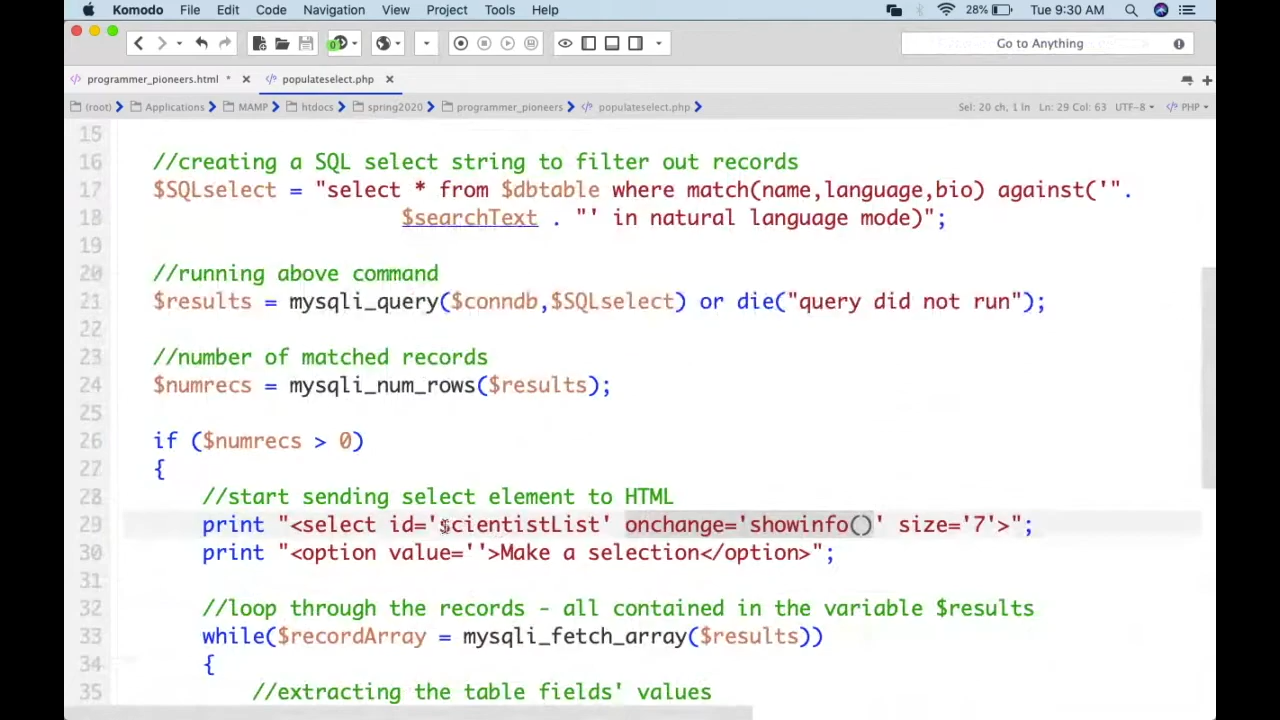 Komodo File Edit Code Navigation View Project Tools Help 28% Tue 9:30 AM
Go to Anything
programmer_pioneers.html * populateselect.php
(root) Applications MAMP htdocs spring2020 programmer_pioneers populateselect.php Sel: 20 ch, 1 ln Ln: 29 Col: 63 UTF-8 PHP
15
16 //creating a SQL select string to filter out records
17 $SQLselect = "select * from $dbtable where match(name,language,bio) against('".
18 $searchText . "' in natural language mode)";
19
20 //running above command
21 $results = mysqli_query($conndb,$SQLselect) or die("query did not run");
22
23 //number of matched records
24 $numrecs = mysqli_num_rows($results);
25
26 if ($numrecs > 0)
27 {
28 //start sending select element to HTML
29 print "<select id='scientistList' onchange='showinfo()' size='7'>";
30 print "<option value=''>Make a selection</option>";
31
32 //loop through the records - all contained in the variable $results
33 while($recordArray = mysqli_fetch_array($results))
34 {
35 //extracting the table fields' values